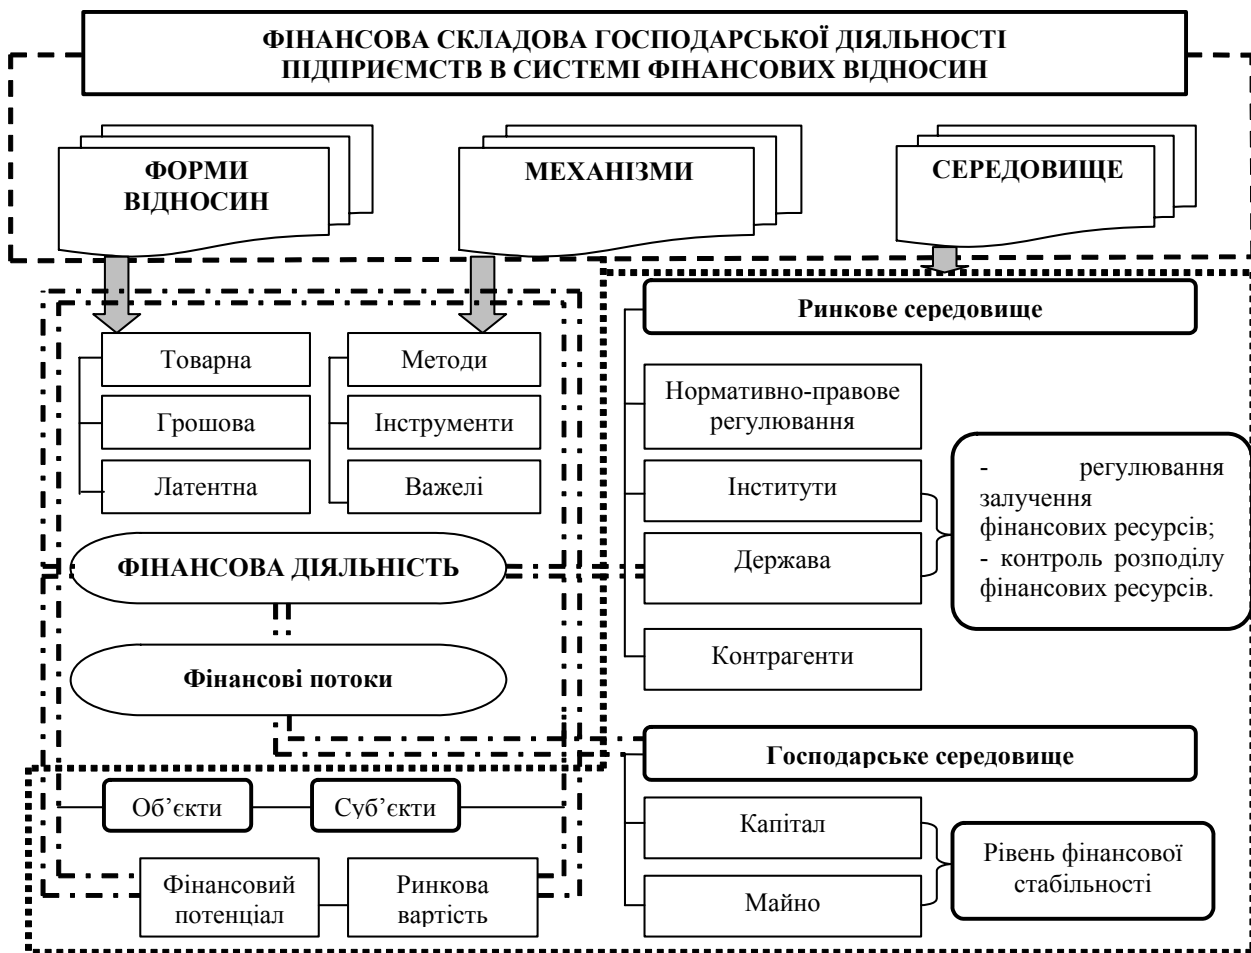 ФІНАНСОВА СКЛАДОВА ГОСПОДАРСЬКОЇ ДІЯЛЬНОСТІ
ПІДПРИЄМСТВ В СИСТЕМІ ФІНАНСОВИХ ВІДНОСИН
ФОРМИ
ВІДНОСИН
МЕХАНІЗМИ
СЕРЕДОВИЩЕ
Товарна
Грошова
Латентна
Методи
Інструменти
Важелі
ФІНАНСОВА ДІЯЛЬНІСТЬ
Фінансові потоки
Об’єкти
Суб’єкти
Фінансовий
потенціал
Ринкова
вартість
Ринкове середовище
Нормативно-правове
регулювання
Інститути
Держава
Контрагенти
- регулювання
залучення
фінансових ресурсів;
- контроль розподілу
фінансових ресурсів.
Господарське середовище
Капітал
Майно
Рівень фінансової
стабільності